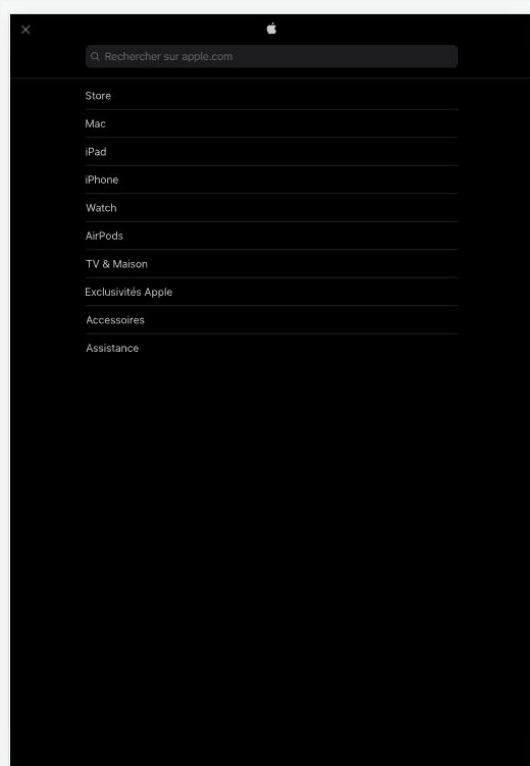 Rechercher sur apple.com
Store
Mac
iPad
iPhone
Watch
AirPods
TV & Maison
Exclusivités Apple
Accessoires
Assistance